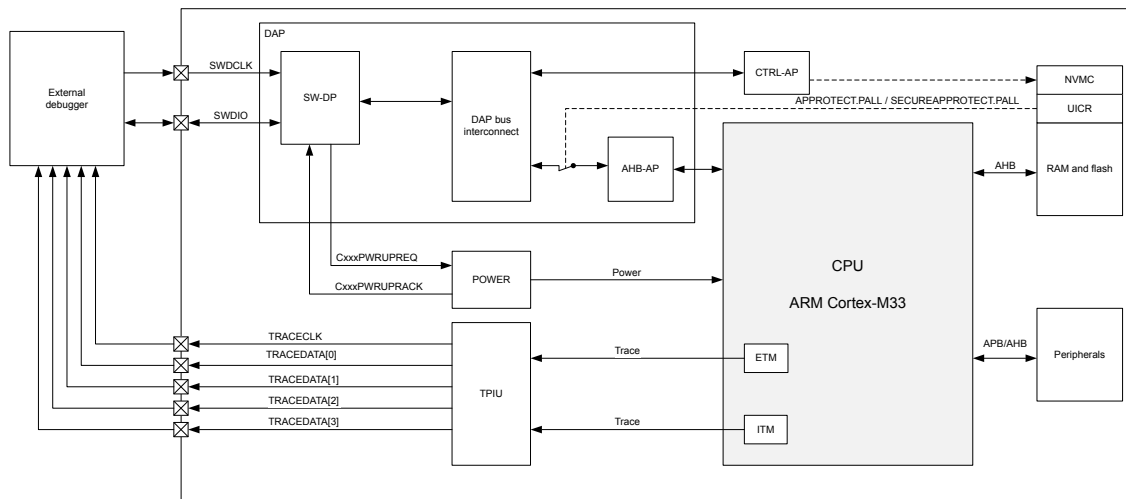 DAP
External
debugger
SWDCLK
SWDIO
SW-DP
DAP bus
interconnect
CTRL-AP
NVMC
UICR
RAM and flash
APPROTECT.PALL / SECUREAPPROTECT.PALL
AHB-AP
AHB
CPU
ARM Cortex-M33
CxxxPWRUPREQ
CxxxPWRUPRACK
POWER
Power
TRACECLK
TRACEDATA[0]
TRACEDATA[1]
TRACEDATA[2]
TRACEDATA[3]
TPIU
Trace
ETM
Trace
ITM
APB/AHB
Peripherals